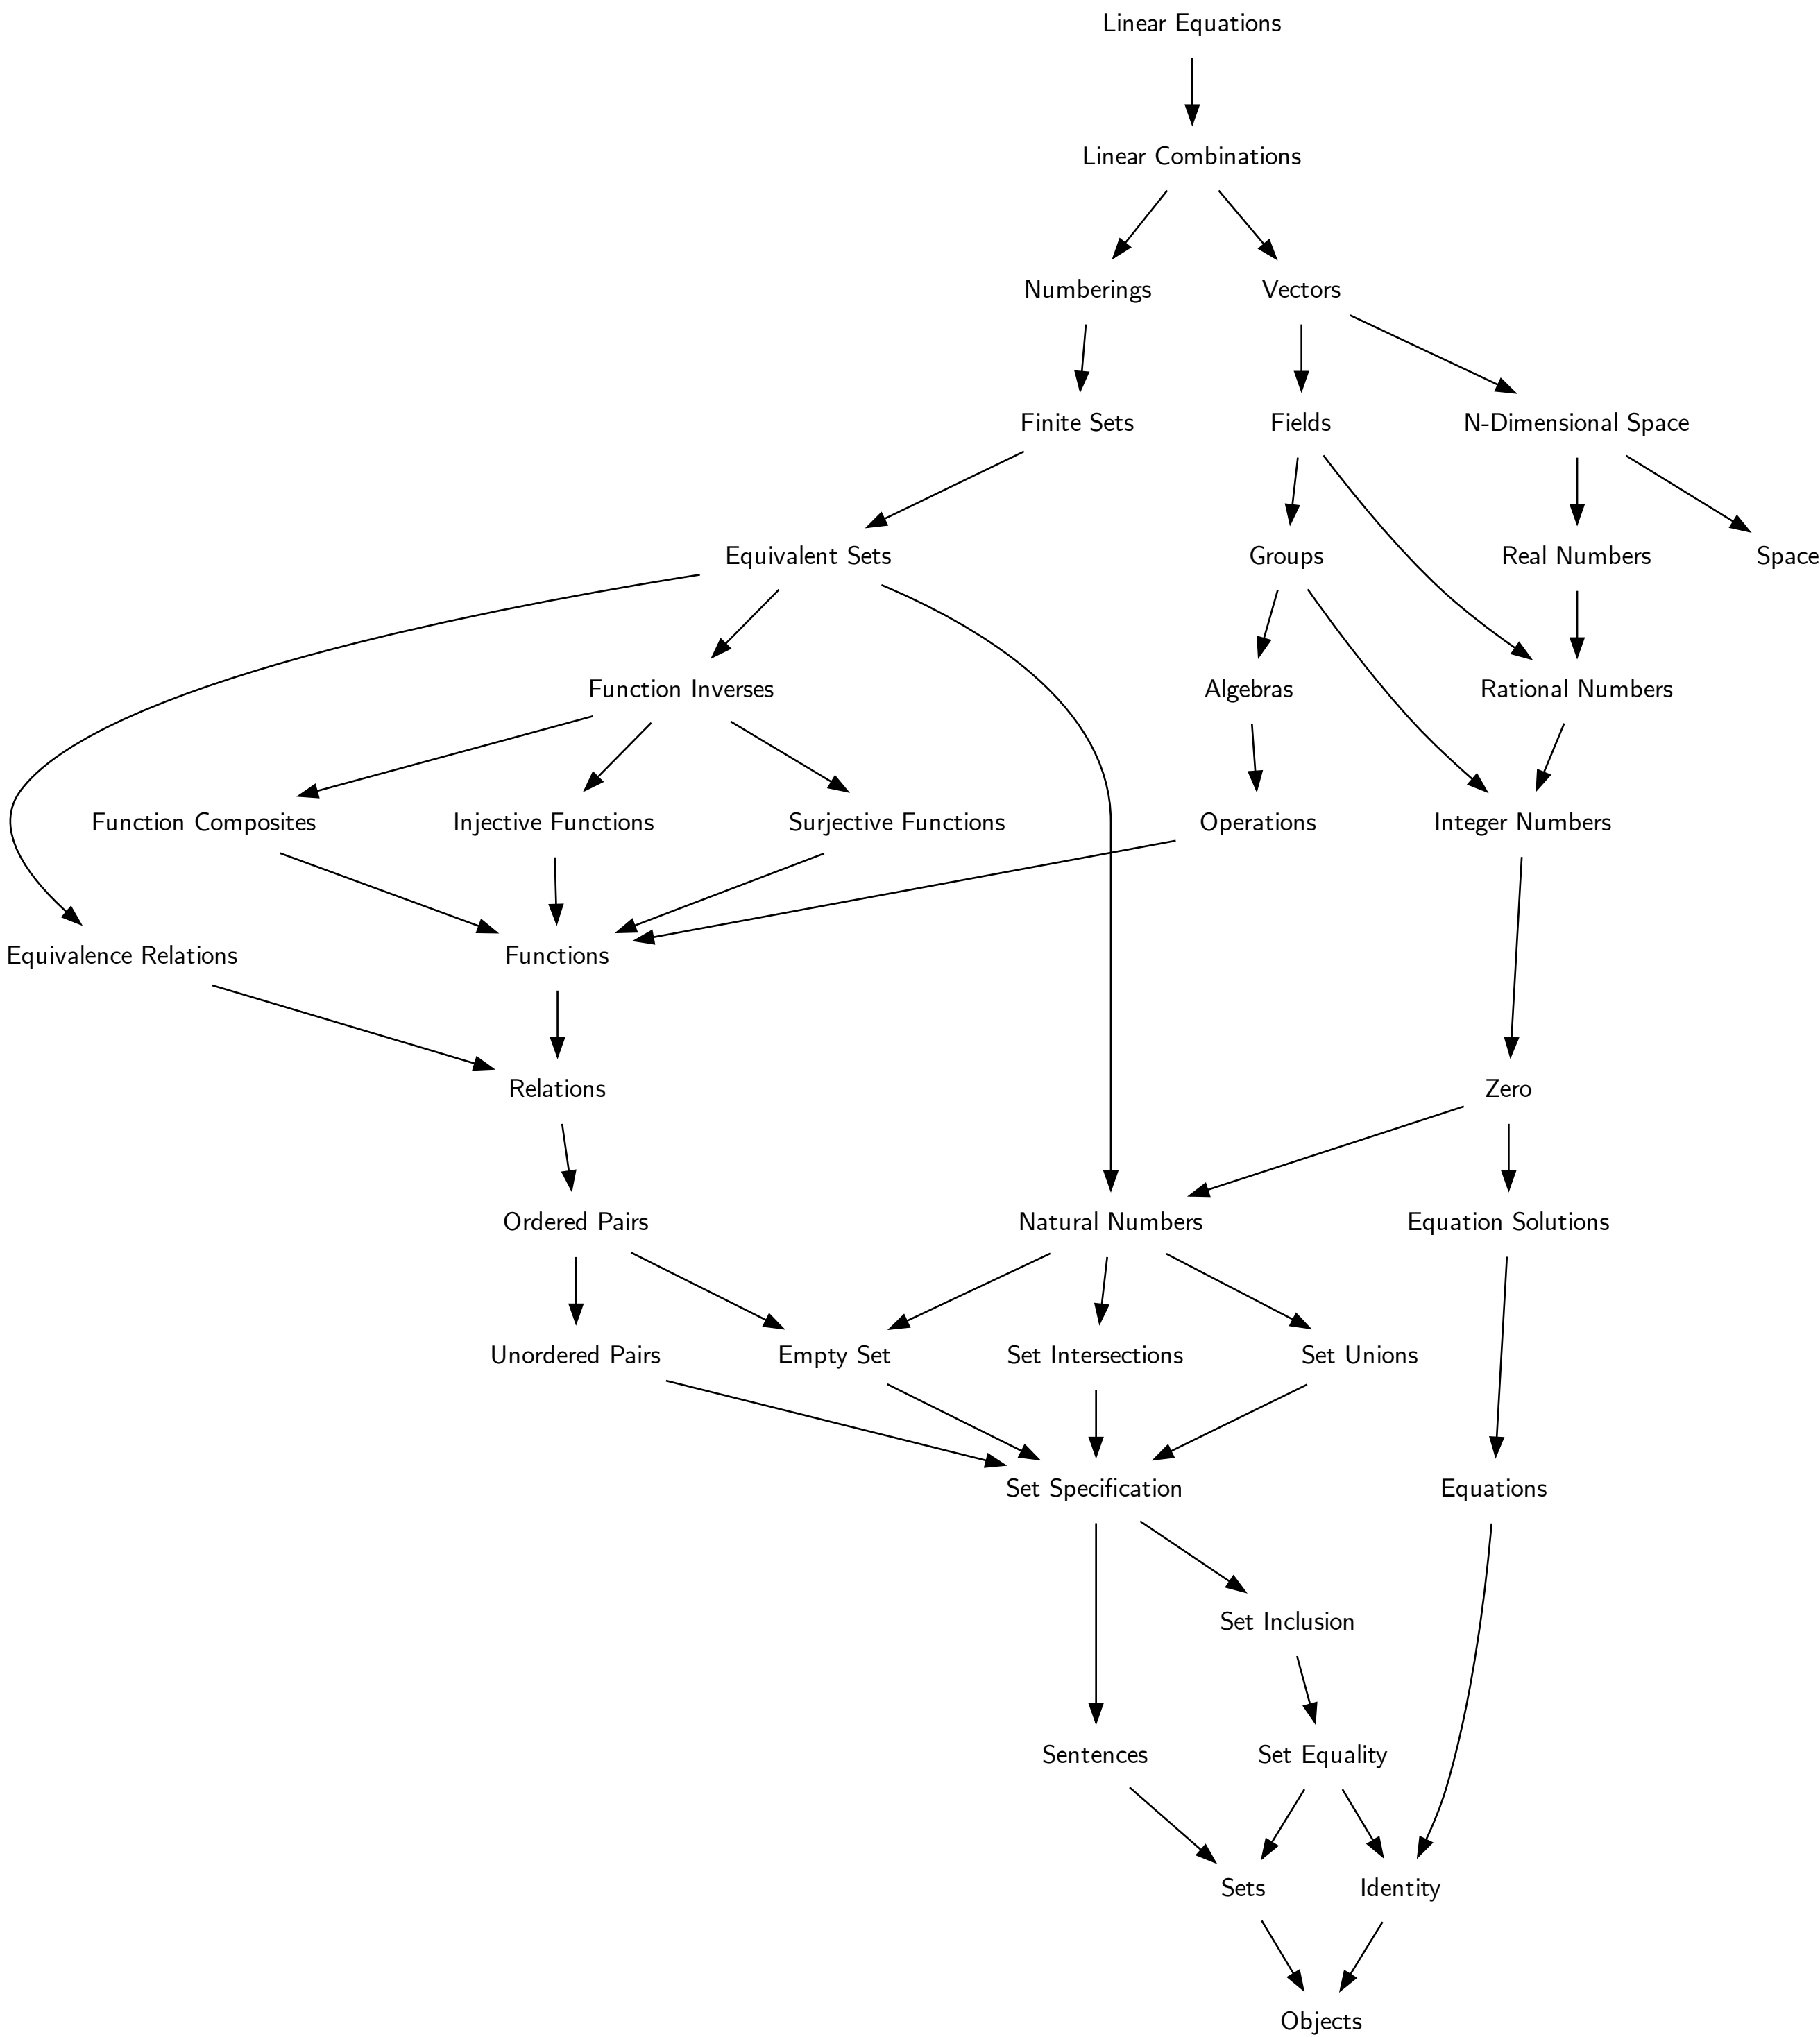 Linear Equations
Linear Combinations
Numberings
Vectors
Finite Sets
Fields
N-Dimensional Space
Equivalent Sets
Groups
Real Numbers
Space
Function Inverses
Algebras
Rational Numbers
Function Composites
Injective Functions
Surjective Functions
Operations
Integer Numbers
Equivalence Relations
Functions
Relations
Zero
Ordered Pairs
Natural Numbers
Equation Solutions
Unordered Pairs
Empty Set
Set Intersections
Set Unions
Set Specification
Equations
Set Inclusion
Sentences
Set Equality
Sets
Identity
Objects